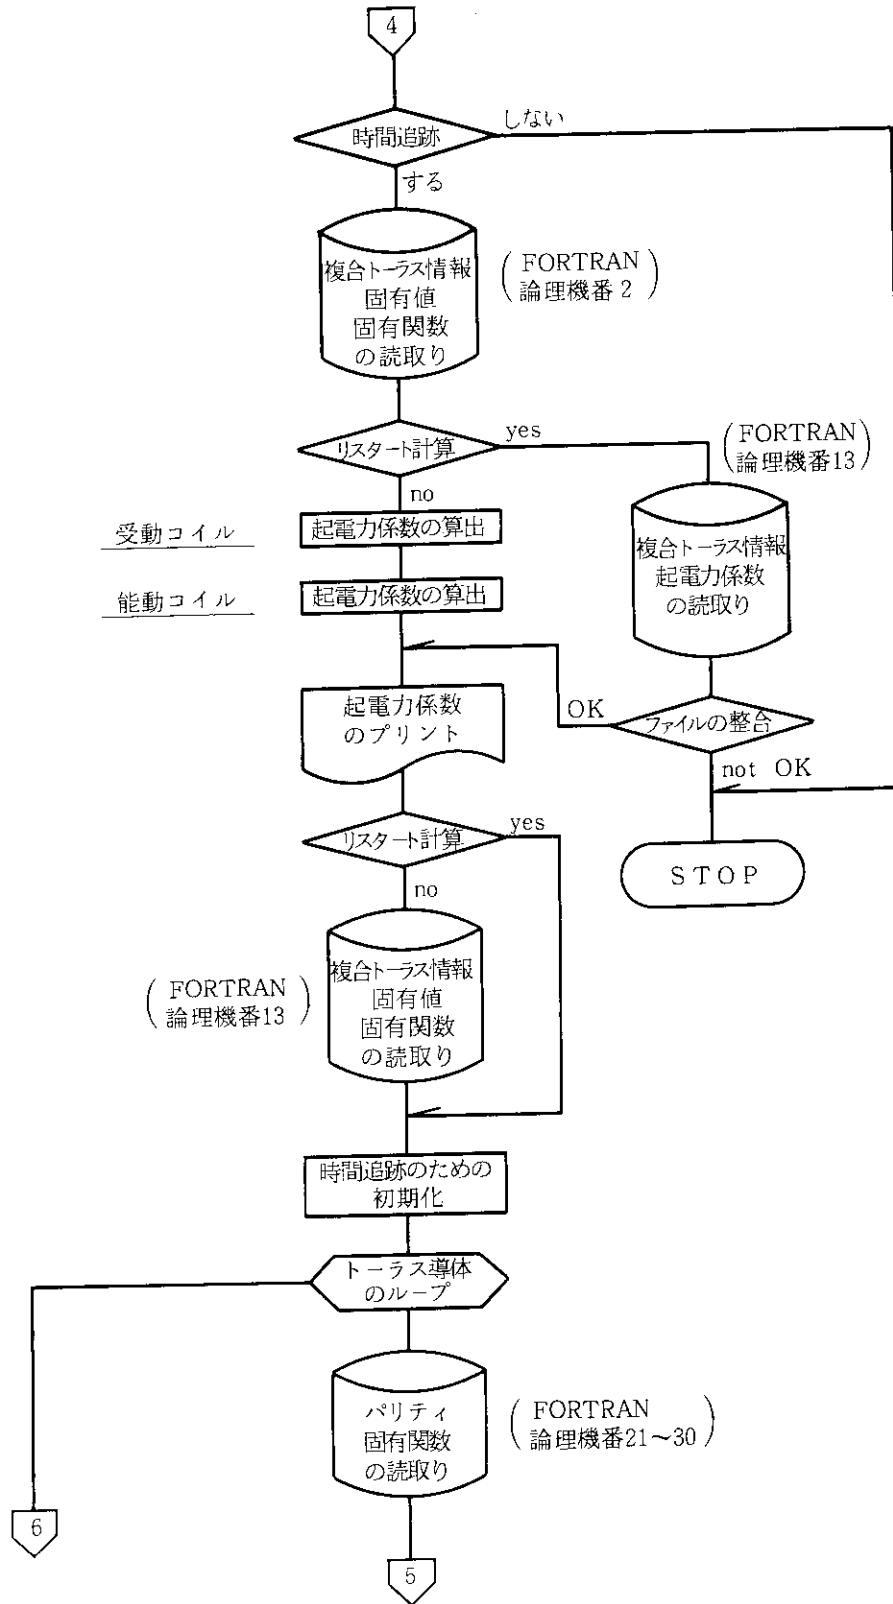 4
時間追跡
しない
する
複合トーラス情報
固有値
固有関数
の読取り
(FORTRAN
論理機番2)
リスタート計算
yes
no
(FORTRAN
論理機番13)
受動コイル
起電力係数の算出
能動コイル
起電力係数の算出
複合トーラス情報
起電力係数
の読取り
起電力係数
のプリント
OK
ファイルの整合
not OK
リスタート計算
yes
no
STOP
(FORTRAN
論理機番13)
複合トーラス情報
固有値
固有関数
の読取り
時間追跡のための
初期化
トーラス導体
のループ
パリティ
固有関数
の読取り
(FORTRAN
論理機番21~30)
6
5